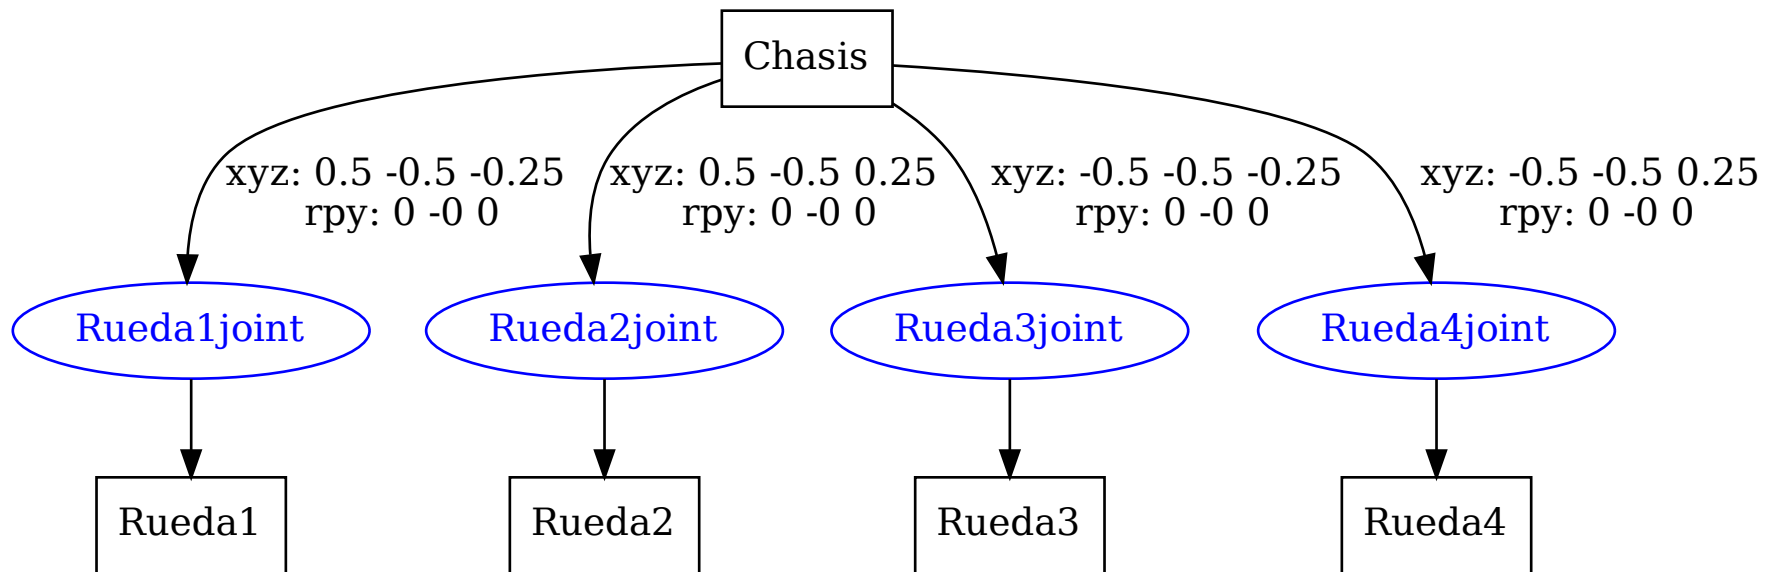 Chasis
xyz: 0.5 -0.5 -0.25
rpy: 0 -0 0
xyz: 0.5 -0.5 0.25
rpy: 0 -0 0
xyz: -0.5 -0.5 -0.25
rpy: 0 -0 0
xyz: -0.5 -0.5 0.25
rpy: 0 -0 0
Rueda1joint
Rueda2joint
Rueda3joint
Rueda4joint
Rueda1
Rueda2
Rueda3
Rueda4